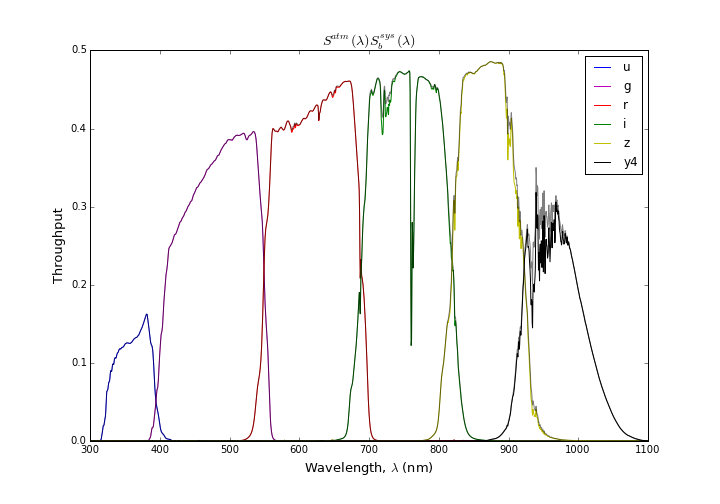 S^{atm}(λ)S_b^{sys}(λ)
0.5
0.4
0.3
0.2
0.1
0.0
Throughput
u
g
r
i
z
y4
300 400 500 600 700 800 900 1000 1100
Wavelength, λ (nm)